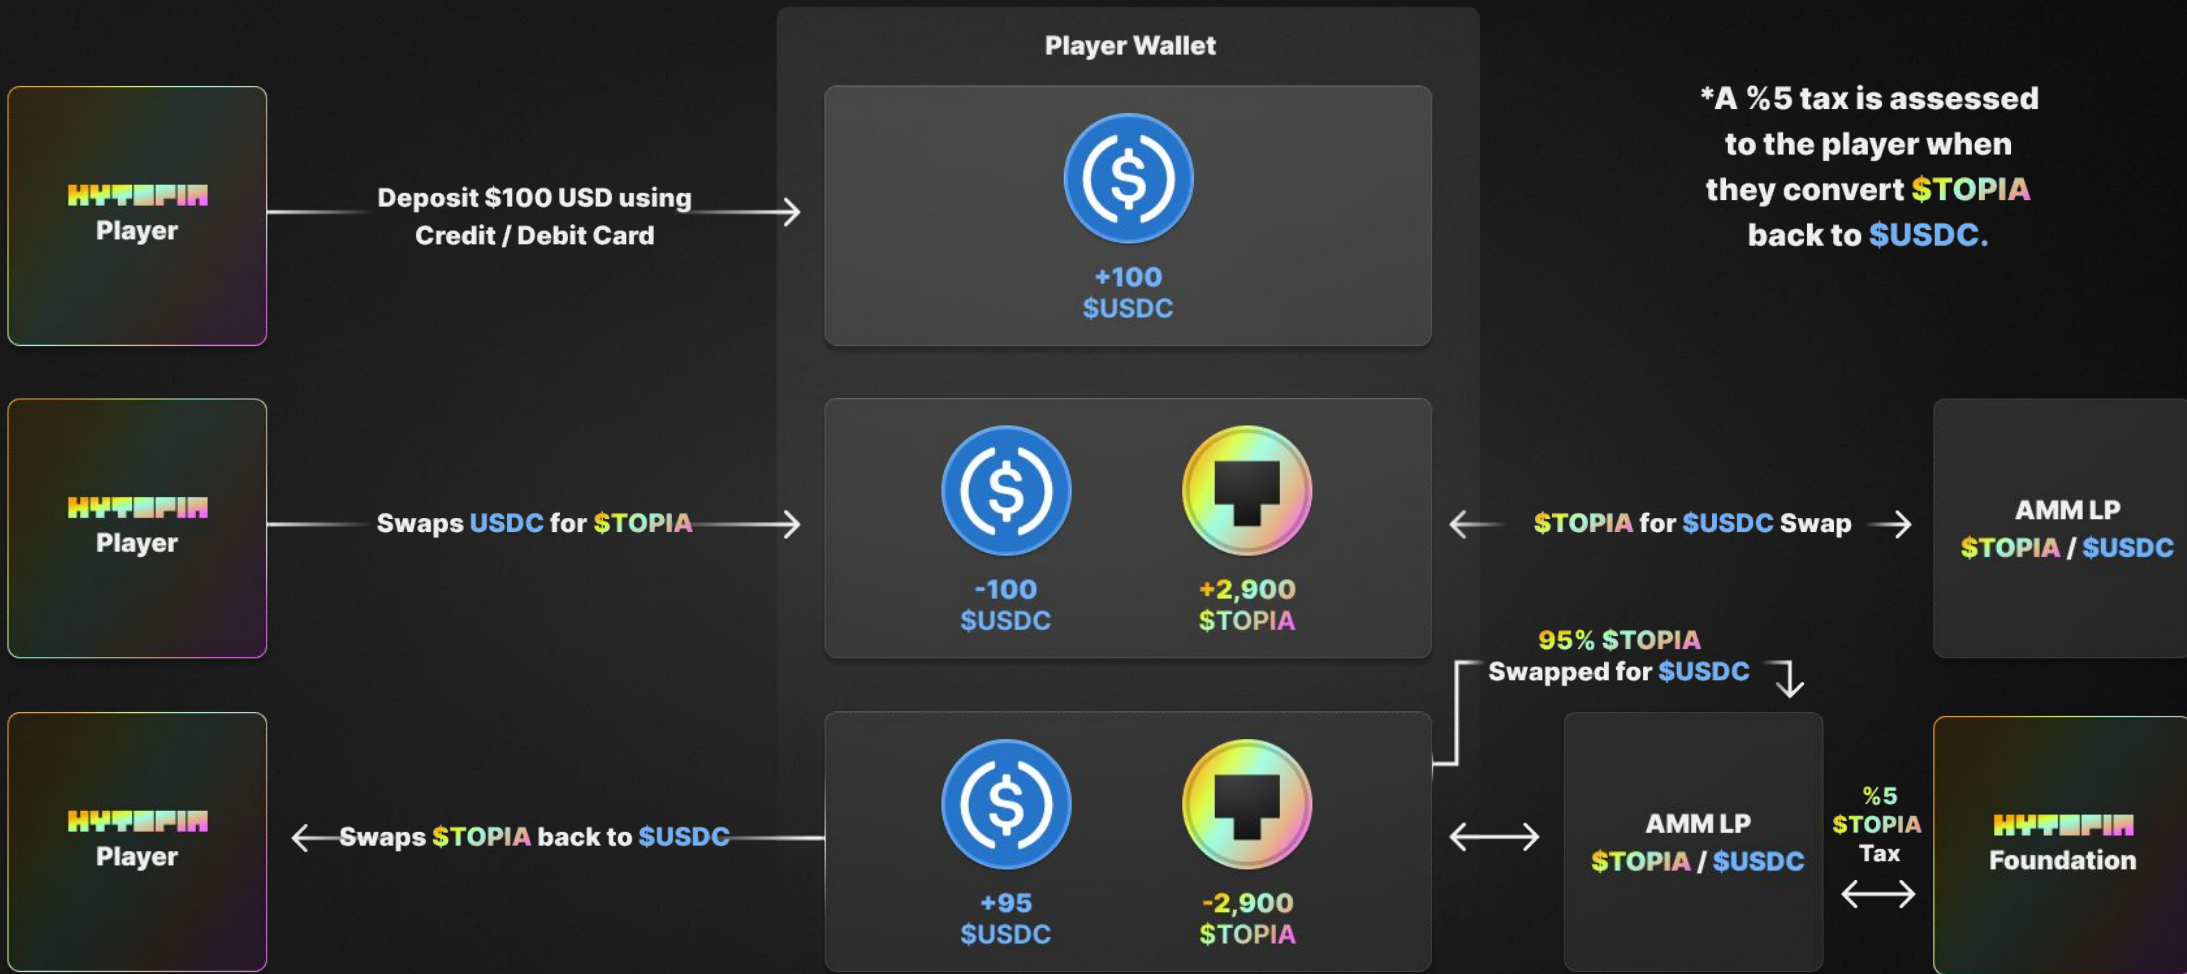 Player Wallet
HYTOPIA
Player
Deposit $100 USD using
Credit / Debit Card
+100
$USDC
*A %5 tax is assessed
to the player when
they convert $TOPIA
back to $USDC.
HYTOPIA
Player
Swaps USDC for $TOPIA
-100
$USDC
+2,900
$TOPIA
$TOPIA for $USDC Swap
AMM LP
$TOPIA / $USDC
95% $TOPIA
Swapped for $USDC
HYTOPIA
Player
Swaps $TOPIA back to $USDC
+95
$USDC
-2,900
$TOPIA
AMM LP
$TOPIA / $USDC
%5
$TOPIA
Tax
HYTOPIA
Foundation